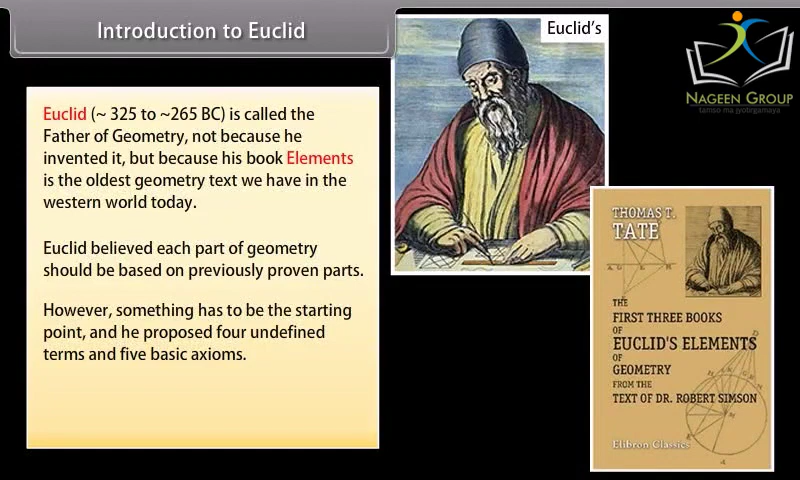 Introduction to Euclid
Euclid's
NAGEEN GROUP
tamso ma jyotirgamaya
Euclid (~ 325 to ~265 BC) is called the
Father of Geometry, not because he
invented it, but because his book Elements
is the oldest geometry text we have in the
western world today.
Euclid believed each part of geometry
should be based on previously proven parts.
However, something has to be the starting
point, and he proposed four undefined
terms and five basic axioms.
THOMAS T.
TATE
THE
FIRST THREE BOOKS
OF
EUCLID'S ELEMENTS
OF
GEOMETRY
FROM THE
TEXT OF DR. ROBERT SIMSON
Elibron Classics